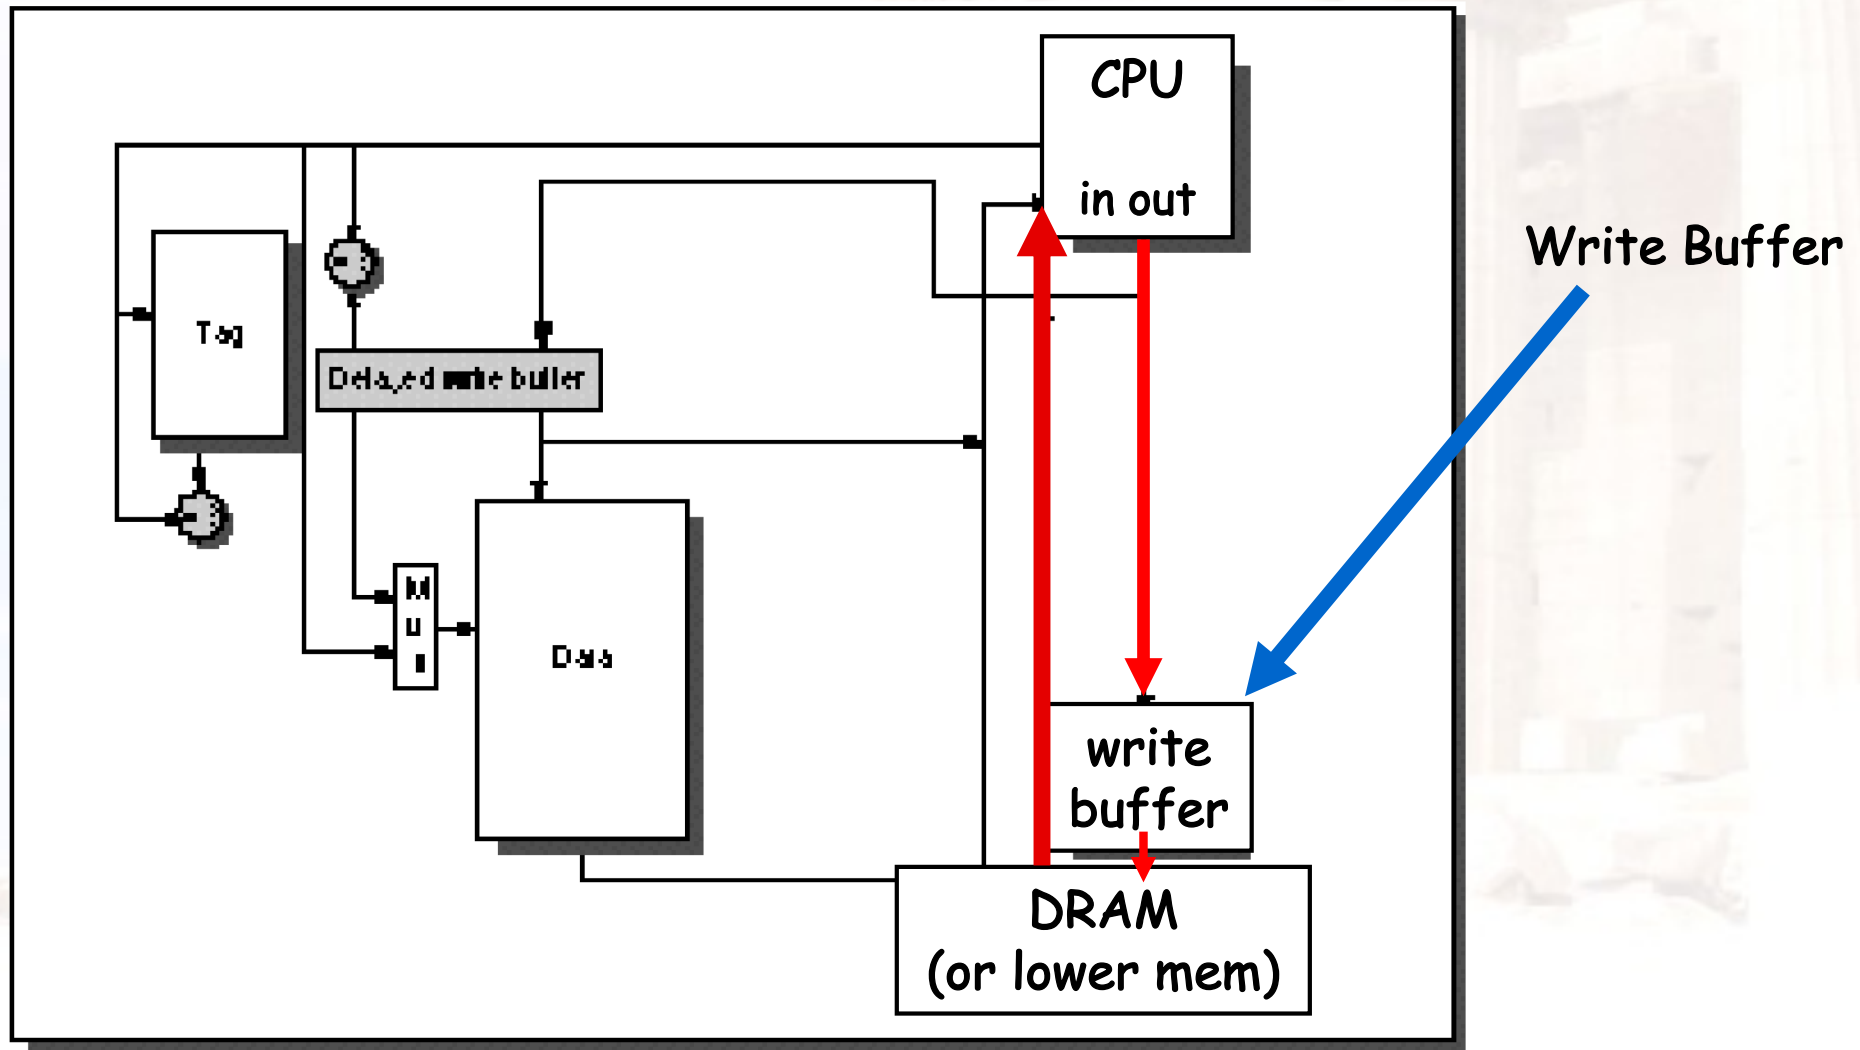 CPU
in out
Write Buffer
Tag
Delayed write buffer
M
u
Data
write
buffer
DRAM
(or lower mem)